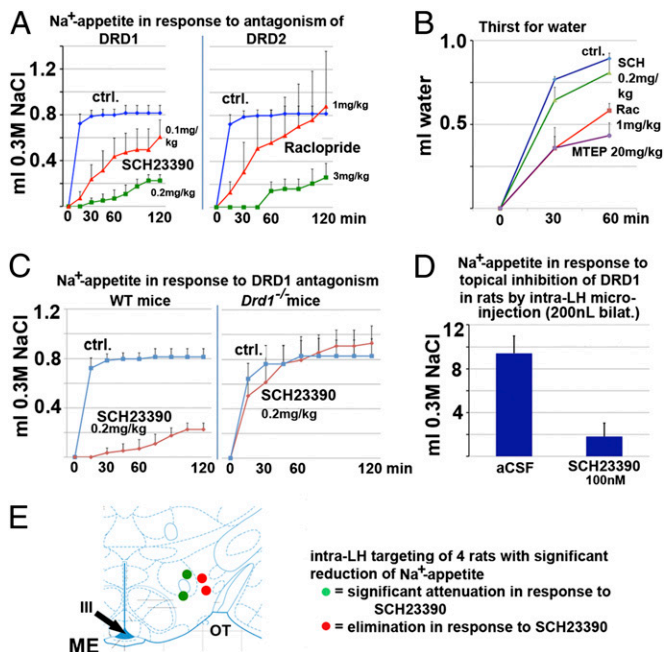 A
Na⁺-appetite in response to antagonism of
DRD1
DRD2
ml 0.3M NaCl
1.2
0.8
0.4
ctrl.
0.1mg/
kg
SCH23390
0.2mg/kg
0 30 60 120
ctrl.
1mg/kg
Raclopride
3mg/kg
0 30 60 120 min
B
Thirst for water
ml water
1.0
0.5
ctrl.
SCH
0.2mg/
kg
Rac
1mg/kg
MTEP 20mg/kg
0 30 60 min
C
Na⁺-appetite in response to DRD1 antagonism
WT mice
Drd1⁻/⁻mice
ml 0.3M NaCl
1.2
0.8
0.4
ctrl.
SCH23390
0.2mg/kg
0 30 60 120
ctrl.
SCH23390
0.2mg/kg
0 30 60 120 min
D
Na⁺-appetite in response to
topical inhibition of DRD1
in rats by intra-LH micro-
injection (200nL bilat.)
ml 0.3M NaCl
12
8
4
aCSF
SCH23390
100nM
E
III
ME
OT
intra-LH targeting of 4 rats with significant
reduction of Na⁺-appetite
= significant attenuation in response to
SCH23390
= elimination in response to SCH23390